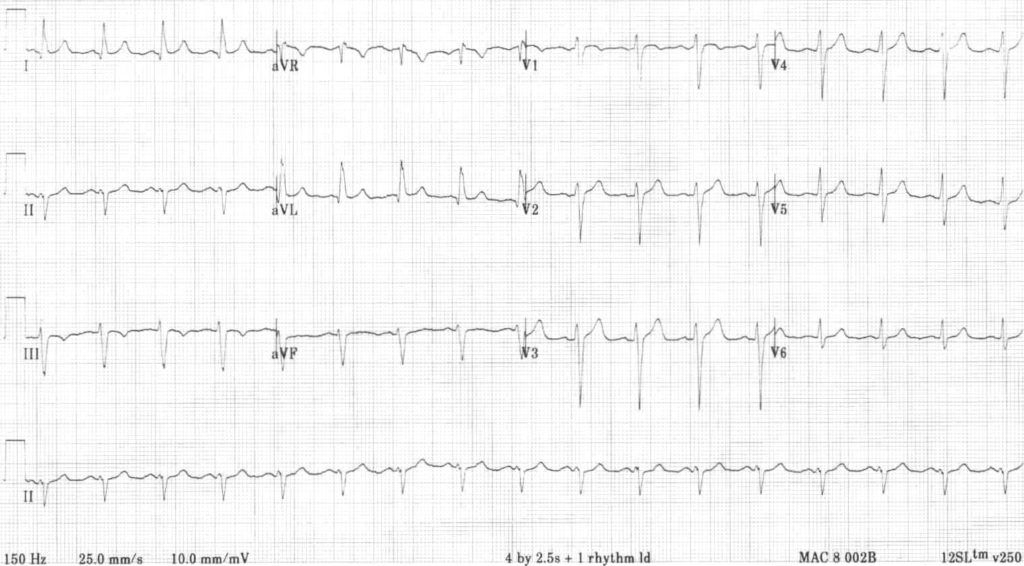 I aVR V1 V4
II aVL V2 V5
III aVF V3 V6
II
150 Hz 25.0 mm/s 10.0 mm/mV 4 by 2.5s + 1 rhythm ld MAC 8 002B 12SLtm v250